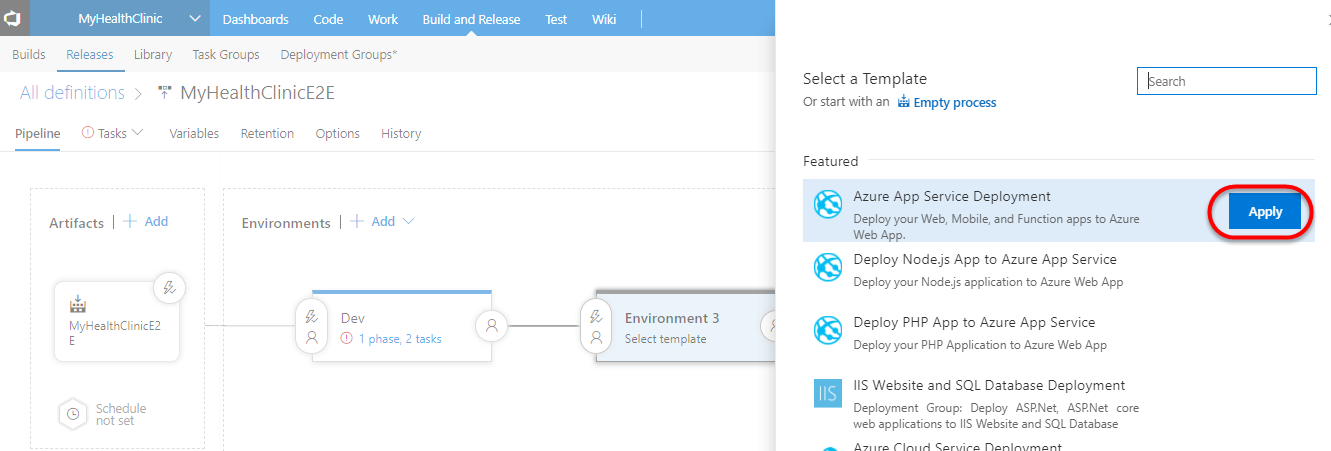 MyHealthClinic
Dashboards Code Work Build and Release Test Wiki
Builds Releases Library Task Groups Deployment Groups*
All definitions > MyHealthClinicE2E
Pipeline Tasks Variables Retention Options History
Artifacts | + Add
MyHealthClinicE2
E
Schedule
not set
Environments | + Add
Dev
1 phase, 2 tasks
Environment 3
Select template
Select a Template
Or start with an Empty process
Search
Featured
Azure App Service Deployment
Deploy your Web, Mobile, and Function apps to Azure
Web App.
Apply
Deploy Node.js App to Azure App Service
Deploy your Node.js application to Azure Web App
Deploy PHP App to Azure App Service
Deploy your PHP Application to Azure Web App
IIS
IIS Website and SQL Database Deployment
Deployment Group: Deploy ASP.Net, ASP.Net core
web applications to IIS Website and SQL Database
Azure Cloud Service Deployment